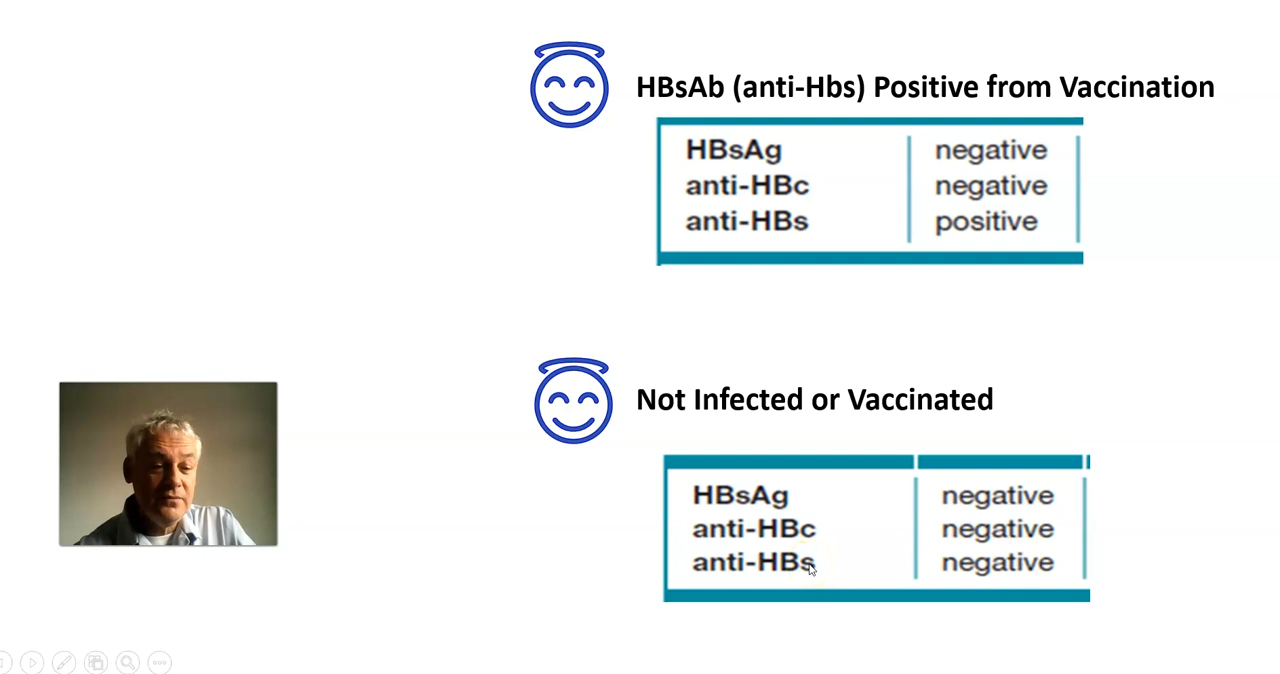 HBsAb (anti-Hbs) Positive from Vaccination
HBsAg negative
anti-HBc negative
anti-HBs positive
Not Infected or Vaccinated
HBsAg negative
anti-HBc negative
anti-HBs negative